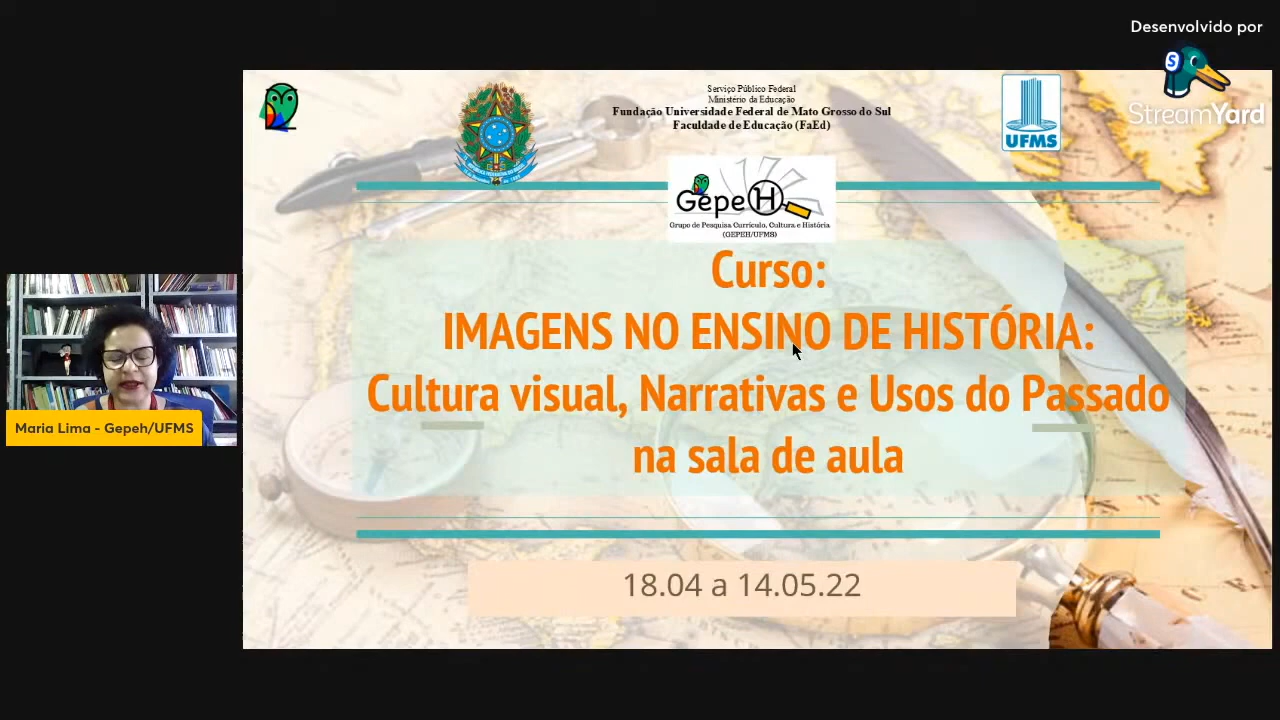 Desenvolvido por
StreamYard
Serviço Público Federal
Ministério da Educação
Fundação Universidade Federal de Mato Grosso do Sul
Faculdade de Educação (FaEd)
UFMS
GepeH
Grupo de Pesquisa Currículo, Cultura e História
(GEPEH/UFMS)
Curso:
IMAGENS NO ENSINO DE HISTÓRIA:
Cultura visual, Narrativas e Usos do Passado
na sala de aula
Maria Lima - Gepeh/UFMS
18.04 a 14.05.22